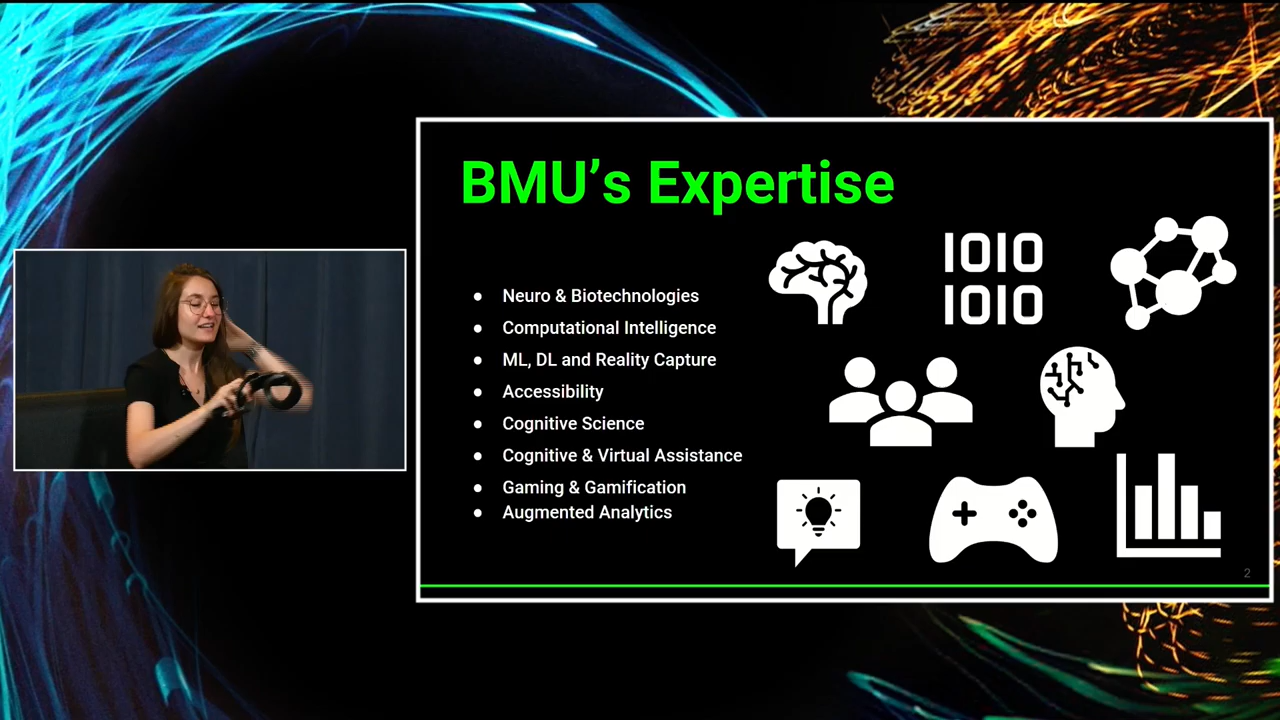 BMU’s Expertise
● Neuro & Biotechnologies
● Computational Intelligence
● ML, DL and Reality Capture
● Accessibility
● Cognitive Science
● Cognitive & Virtual Assistance
● Gaming & Gamification
● Augmented Analytics
1010
1010
2